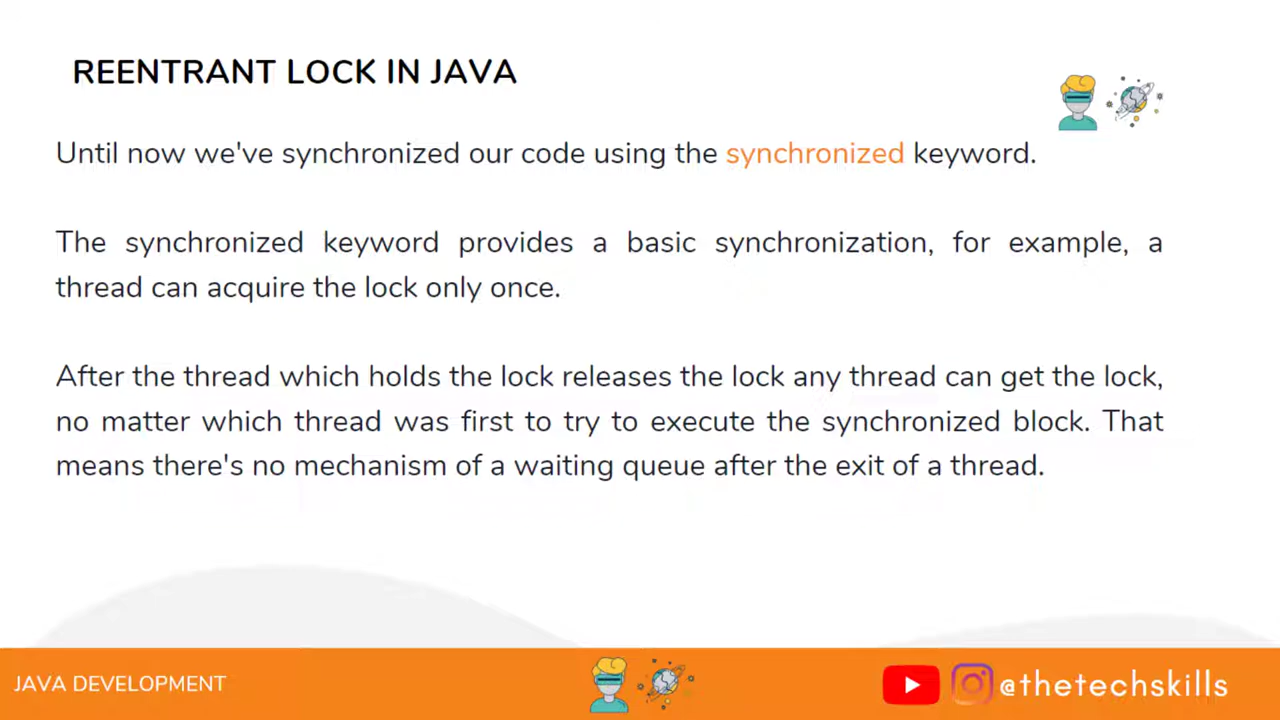 REENTRANT LOCK IN JAVA
Until now we've synchronized our code using the synchronized keyword.
The synchronized keyword provides a basic synchronization, for example, a
thread can acquire the lock only once.
After the thread which holds the lock releases the lock any thread can get the lock,
no matter which thread was first to try to execute the synchronized block. That
means there's no mechanism of a waiting queue after the exit of a thread.
JAVA DEVELOPMENT
@thetechskills